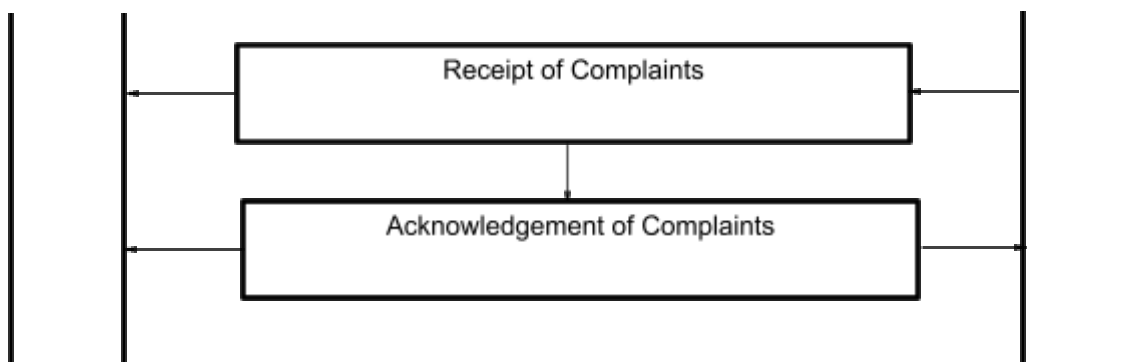 Receipt of Complaints
Acknowledgement of Complaints